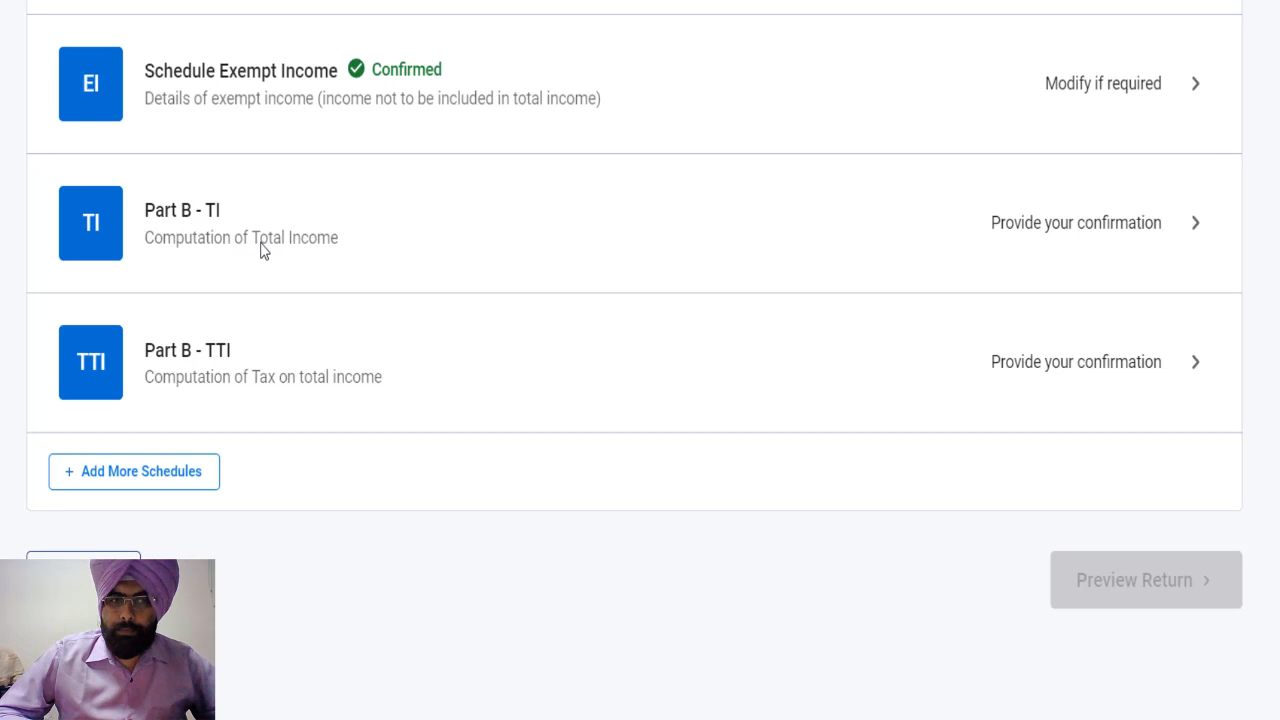 EI
Schedule Exempt Income Confirmed
Details of exempt income (income not to be included in total income)
Modify if required
TI
Part B - TI
Computation of Total Income
Provide your confirmation
TTI
Part B - TTI
Computation of Tax on total income
Provide your confirmation
+ Add More Schedules
Preview Return >